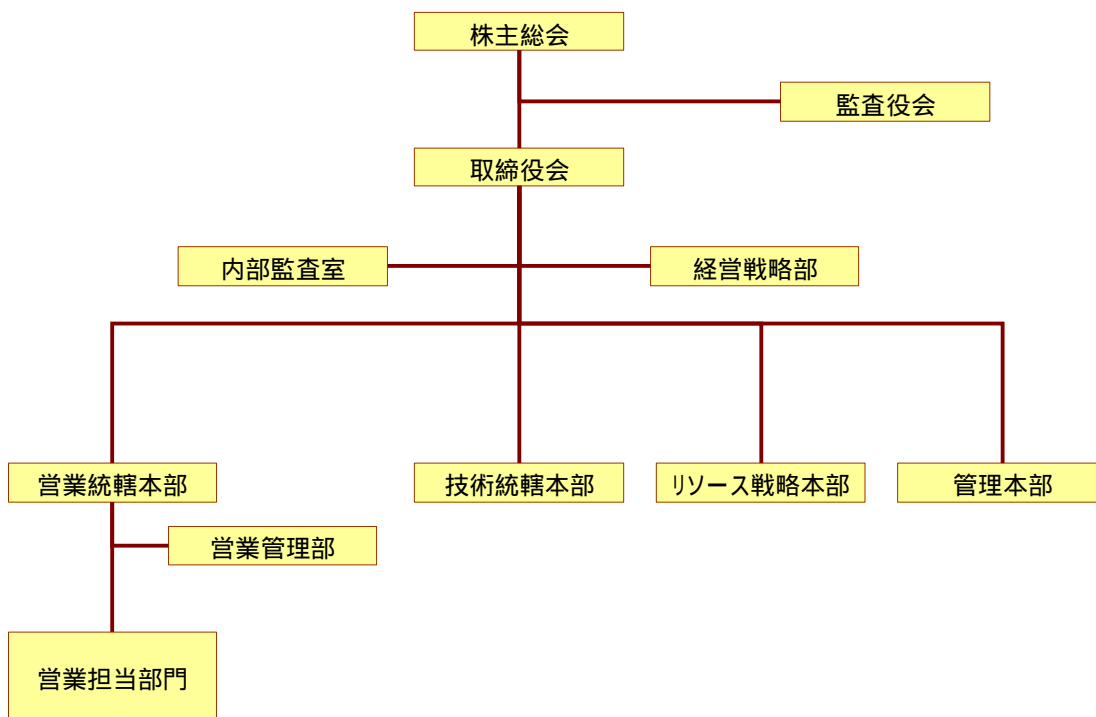 株主総会
監査役会
取締役会
内部監査室
経営戦略部
営業統轄本部
技術統轄本部
リソース戦略本部
管理本部
営業管理部
営業担当部門